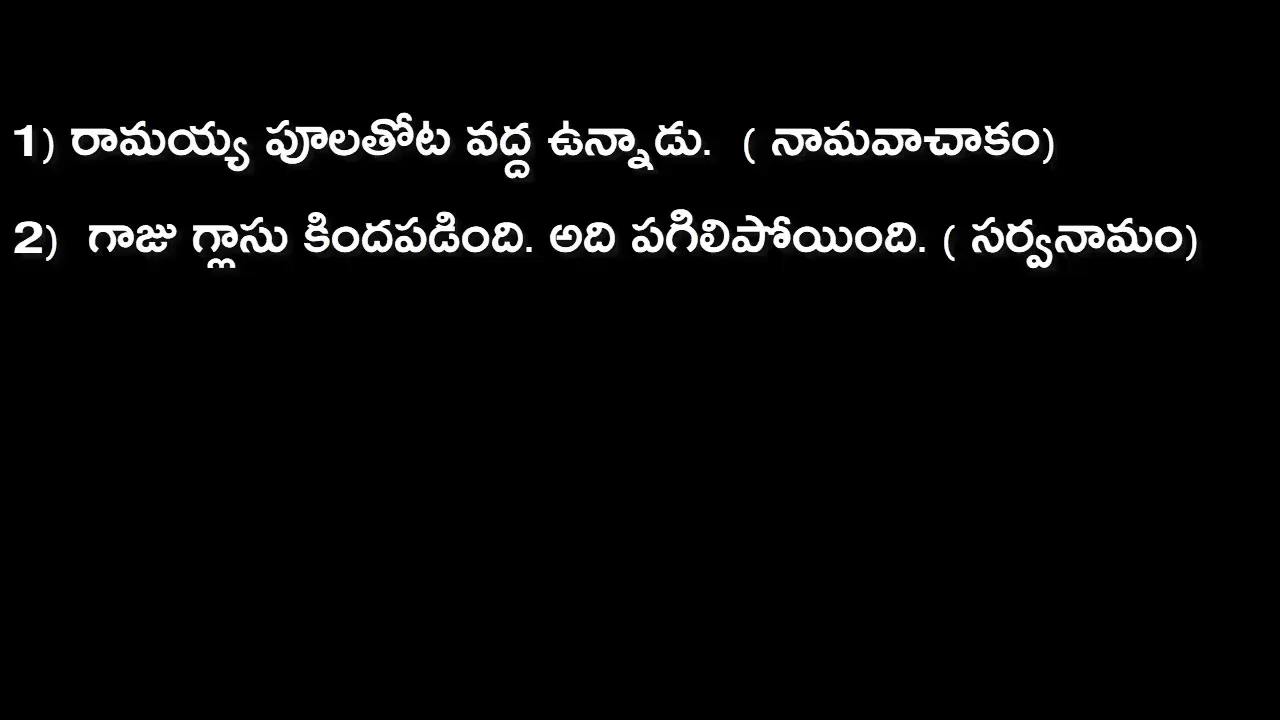 1) రామయ్య పూలతోట వద్ద ఉన్నాడు. ( నామవాచాకం)
2) గాజు గ్లాసు కిందపడింది. అది పగిలిపోయింది. ( సర్వనామం)